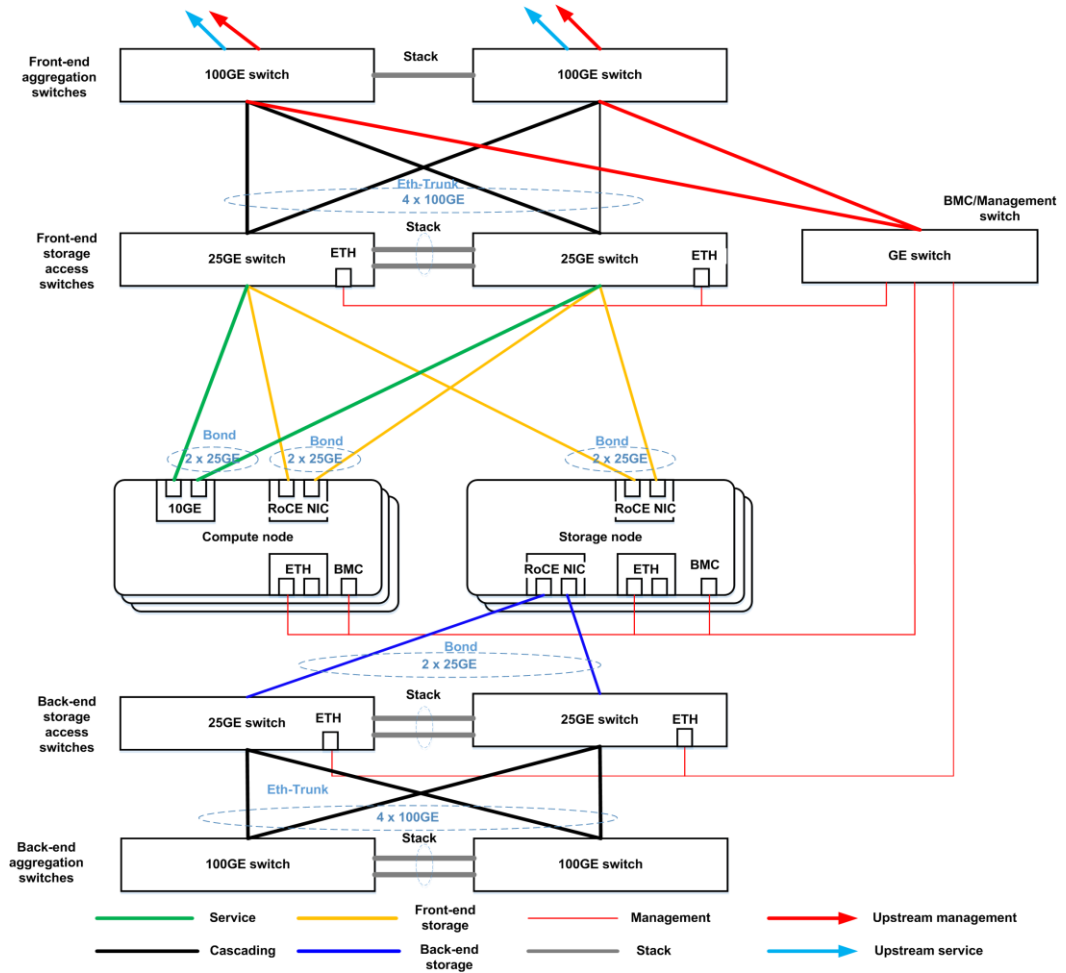 Stack
Front-end
aggregation
switches
100GE switch
100GE switch
Eth-Trunk
4 x 100GE
BMC/Management
switch
Stack
Front-end
storage
access
switches
25GE switch
ETH
25GE switch
ETH
GE switch
Bond
2 x 25GE
Bond
2 x 25GE
Bond
2 x 25GE
10GE
RoCE NIC
RoCE NIC
Compute node
Storage node
ETH
BMC
RoCE NIC
ETH
BMC
Bond
2 x 25GE
Stack
Back-end
storage
access
switches
25GE switch
ETH
25GE switch
ETH
Eth-Trunk
4 x 100GE
Stack
Back-end
aggregation
switches
100GE switch
100GE switch
Service
Front-end
storage
Management
Upstream management
Cascading
Back-end
storage
Stack
Upstream service